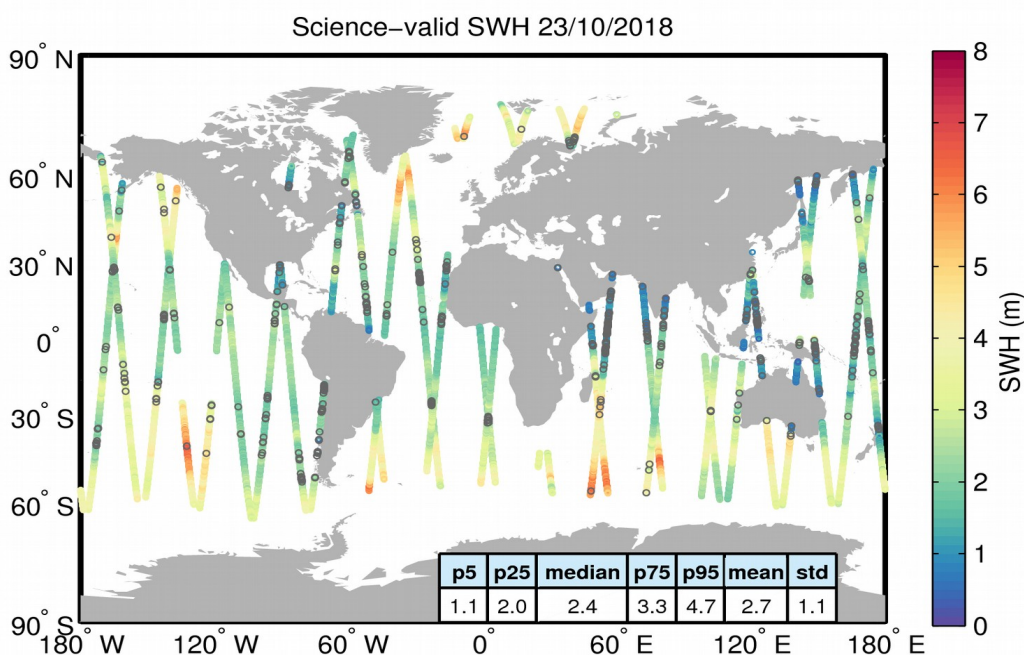 Science−valid SWH 23/10/2018
90° N
60° N
30° N
0°
30° S
60° S
90° S
180° W
120° W
60° W
0°
60° E
120° E
180° E
p5 p25 median p75 p95 mean std
1.1 2.0 2.4 3.3 4.7 2.7 1.1
8
7
6
5
4
3
2
1
0
SWH (m)